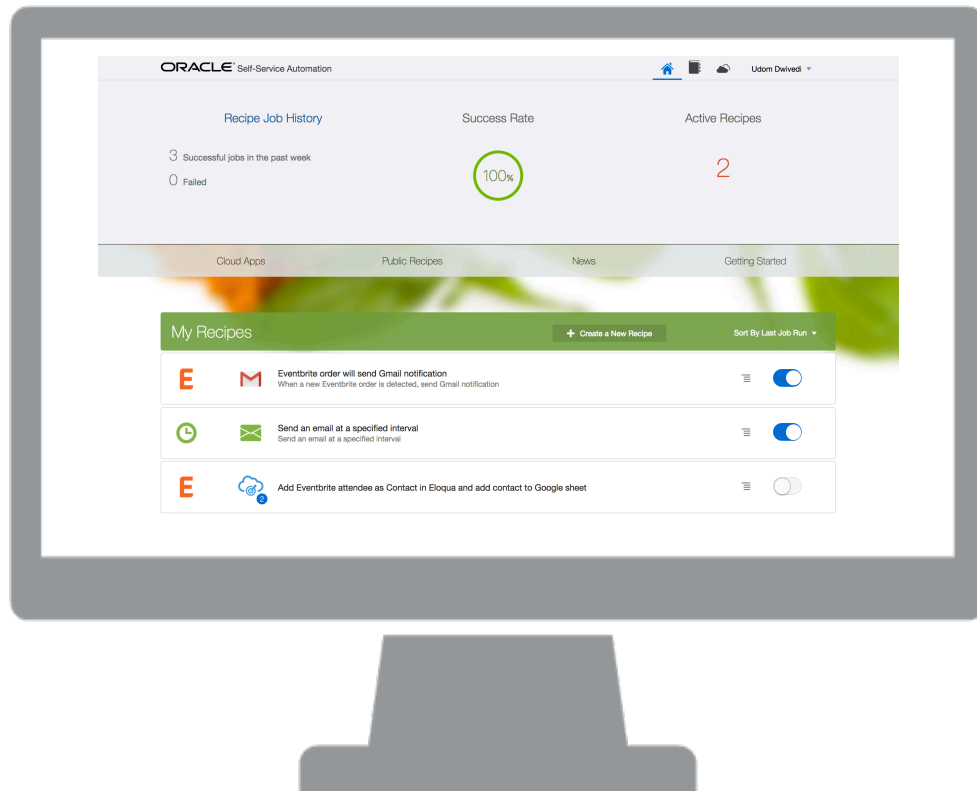 ORACLE® Self-Service Automation
Udom Dwivedi
Recipe Job History
Success Rate
Active Recipes
3 Successful jobs in the past week
0 Failed
100%
2
Cloud Apps
Public Recipes
News
Getting Started
My Recipes
+ Create a New Recipe
Sort By Last Job Run
E
Eventbrite order will send Gmail notification
When a new Eventbrite order is detected, send Gmail notification
Send an email at a specified interval
Send an email at a specified interval
E
2
Add Eventbrite attendee as Contact in Eloqua and add contact to Google sheet